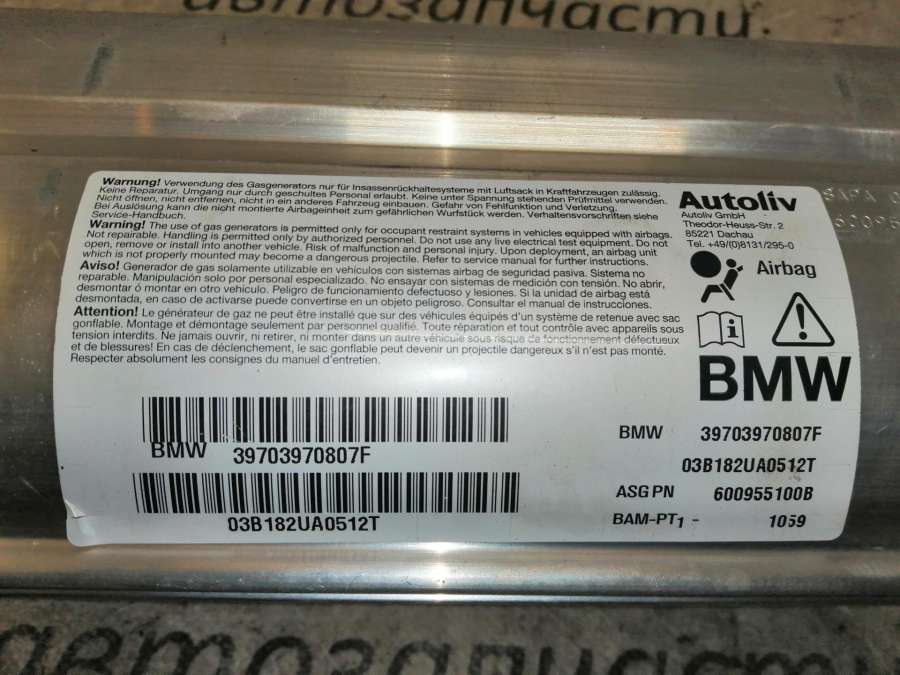 автозапчасти.
Warnung! Verwendung des Gasgenerators nur für Insassenrückhaltesysteme mit Luftsack in Kraftfahrzeugen zulässig.
Keine Reparatur. Umgang nur durch geschultes Personal erlaubt. Keine unter Spannung stehenden Prüfmittel verwenden.
Nicht öffnen, nicht entfernen, nicht in ein anderes Fahrzeug einbauen. Gefahr von Fehlfunktion und Verletzung.
Bei Auslösung kann die nicht montierte Airbageinheit zum gefährlichen Wurfstück werden. Verhaltensvorschriften siehe
Service-Handbuch.
Warning! The use of gas generators is permitted only for occupant restraint systems in vehicles equipped with airbags.
Not repairable. Handling is permitted only by authorized personnel. Do not use any live electrical test equipment. Do not
open, remove or install into another vehicle. Risk of malfunction and personal injury. Upon deployment, an airbag unit
which is not properly mounted may become a dangerous projectile. Refer to service manual for further instructions.
Aviso! Generador de gas solamente utilizable en vehículos con sistemas airbag de seguridad pasiva. Sistema no
reparable. Manipulación solo por personal especializado. No ensayar con sistemas de medición con tensión. No abrir,
desmontar ó montar en otro vehículo. Peligro de funcionamiento defectuoso y lesiones. Si la unidad de airbag está
desmontada, en caso de activarse puede convertirse en un objeto peligroso. Consultar el manual de instrucciones.
Attention! Le générateur de gaz ne peut être installé que sur des véhicules équipés d'un système de retenue avec sac
gonflable. Montage et démontage seulement par personnel qualifié. Toute réparation et tout contrôle avec appareils sous
tension interdits. Ne jamais ouvrir, ni retirer, ni monter dans un autre véhicule sous risque de fonctionnement défectueux
et de blessures! En cas de déclenchement, le sac gonflable peut devenir un projectile dangereux s'il n'est pas monté.
Respecter absolument les consignes du manuel d'entretien.
Autoliv
Autoliv GmbH
Theodor-Heuss-Str. 2
85221 Dachau
Tel. +49/(0)8131/295-0
Airbag
BMW
BMW 39703970807F
03B182UA0512T
BMW 39703970807F
03B182UA0512T
ASG PN 600955100B
BAM-PT1 - 1059
автозапчасти